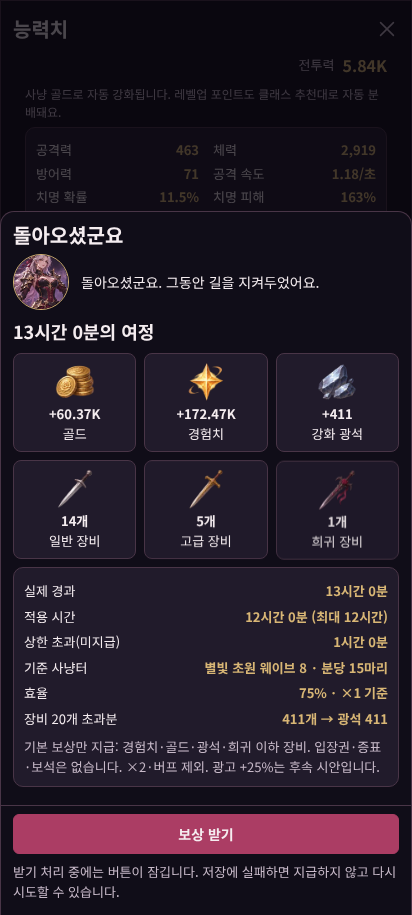 능력치
전투력 5.84K
사냥 골드로 자동 강화됩니다. 레벨업 포인트도 클래스 추천대로 자동 분
배돼요.
공격력 463 체력 2,919
방어력 71 공격 속도 1.18/초
치명 확률 11.5% 치명 피해 163%
돌아오셨군요
돌아오셨군요. 그동안 길을 지켜두었어요.
13시간 0분의 여정
+60.37K +172.47K +411
골드 경험치 강화 광석
14개 5개 1개
일반 장비 고급 장비 희귀 장비
실제 경과 13시간 0분
적용 시간 12시간 0분 (최대 12시간)
상한 초과(미지급) 1시간 0분
기준 사냥터 별빛 초원 웨이브 8 · 분당 15마리
효율 75% · ×1 기준
장비 20개 초과분 411개 → 광석 411
기본 보상만 지급: 경험치·골드·광석·희귀 이하 장비. 입장권·증표
·보석은 없습니다. ×2·버프 제외. 광고 +25%는 후속 시안입니다.
보상 받기
받기 처리 중에는 버튼이 잠깁니다. 저장에 실패하면 지급하지 않고 다시
시도할 수 있습니다.